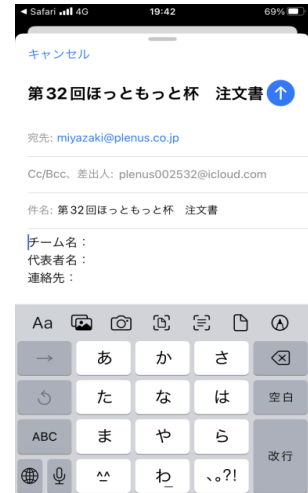 ◀ Safari 4G 19:42 69%
キャンセル
第32回ほっともっと杯　注文書
宛先: miyazaki@plenus.co.jp
Cc/Bcc、差出人: plenus002532@icloud.com
件名: 第32回ほっともっと杯　注文書
チーム名：
代表者名：
連絡先：
Aa
→ あ か さ
た な は 空白
ABC ま や ら 改行
^^ わ 、。?!